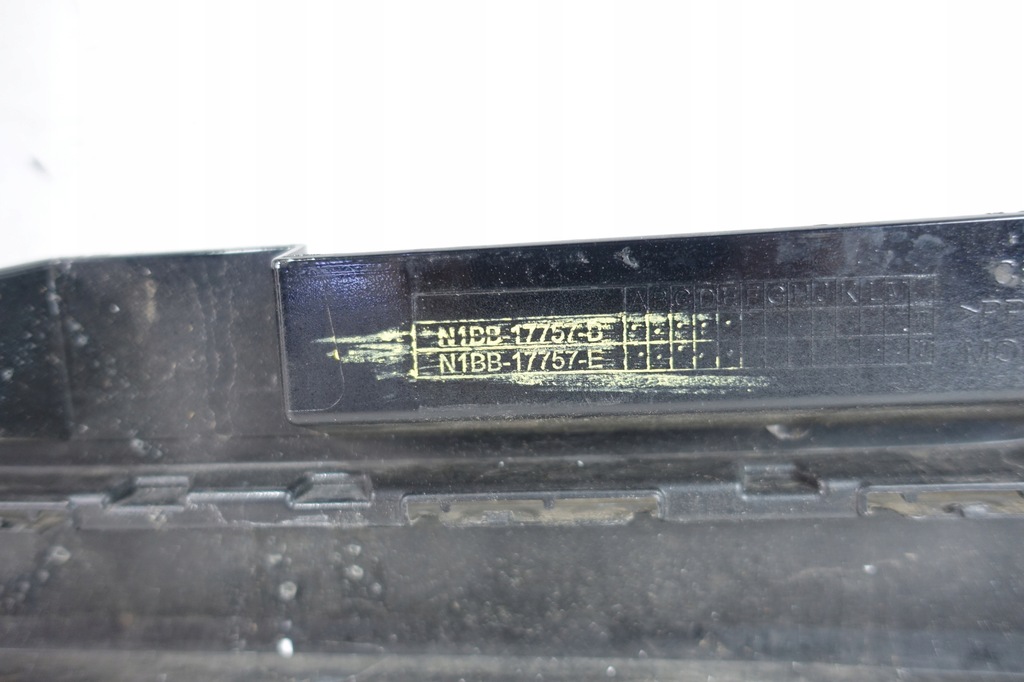 A B C D E F G H J K L M
N1BB-17757-D
N1BB-17757-E